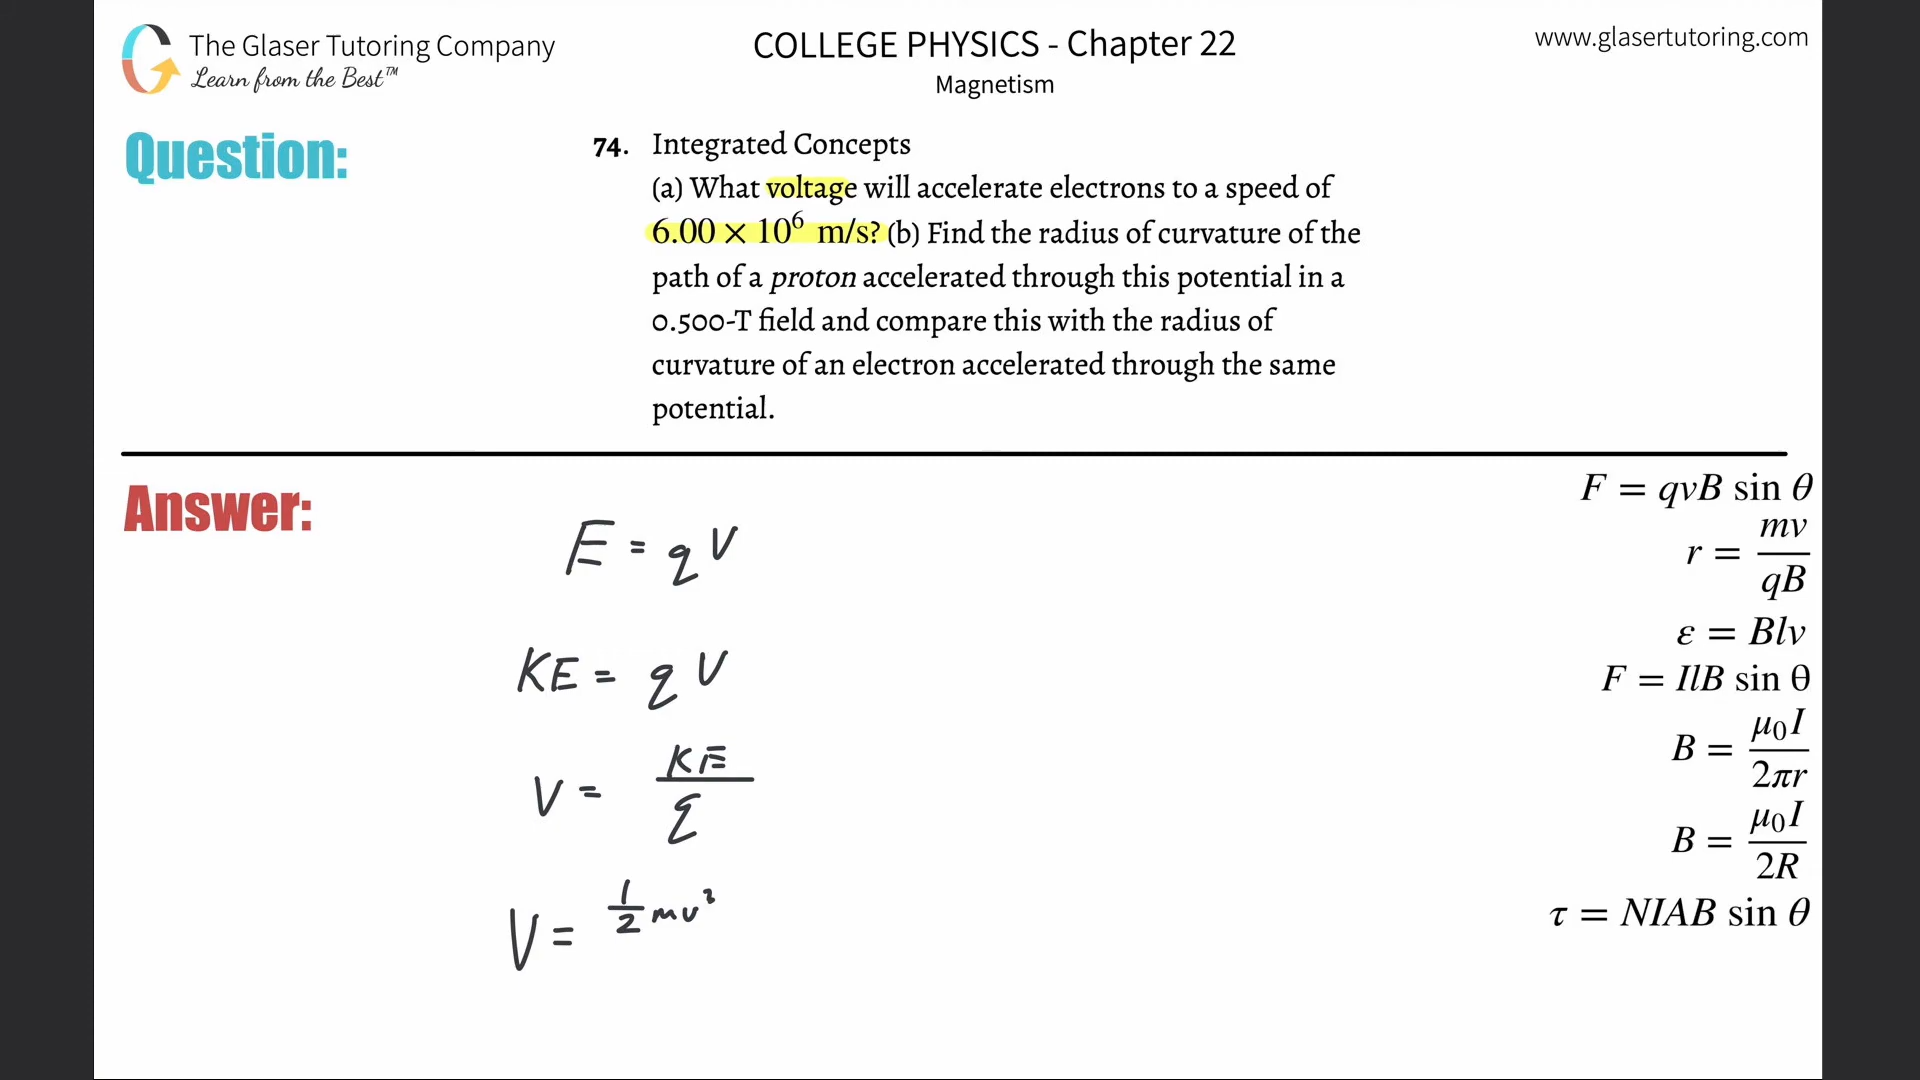 The Glaser Tutoring Company
Learn from the Best™
COLLEGE PHYSICS - Chapter 22
Magnetism
www.glasertutoring.com
Question:
74. Integrated Concepts
(a) What voltage will accelerate electrons to a speed of
6.00 × 10⁶ m/s? (b) Find the radius of curvature of the
path of a proton accelerated through this potential in a
0.500-T field and compare this with the radius of
curvature of an electron accelerated through the same
potential.
Answer:
E = qV
KE = qV
V = KE/q
V = 1/2 mv²
F = qvB sin θ
r = mv/qB
ε = Blv
F = IlB sin θ
B = μ₀I/2πr
B = μ₀I/2R
τ = NIAB sin θ